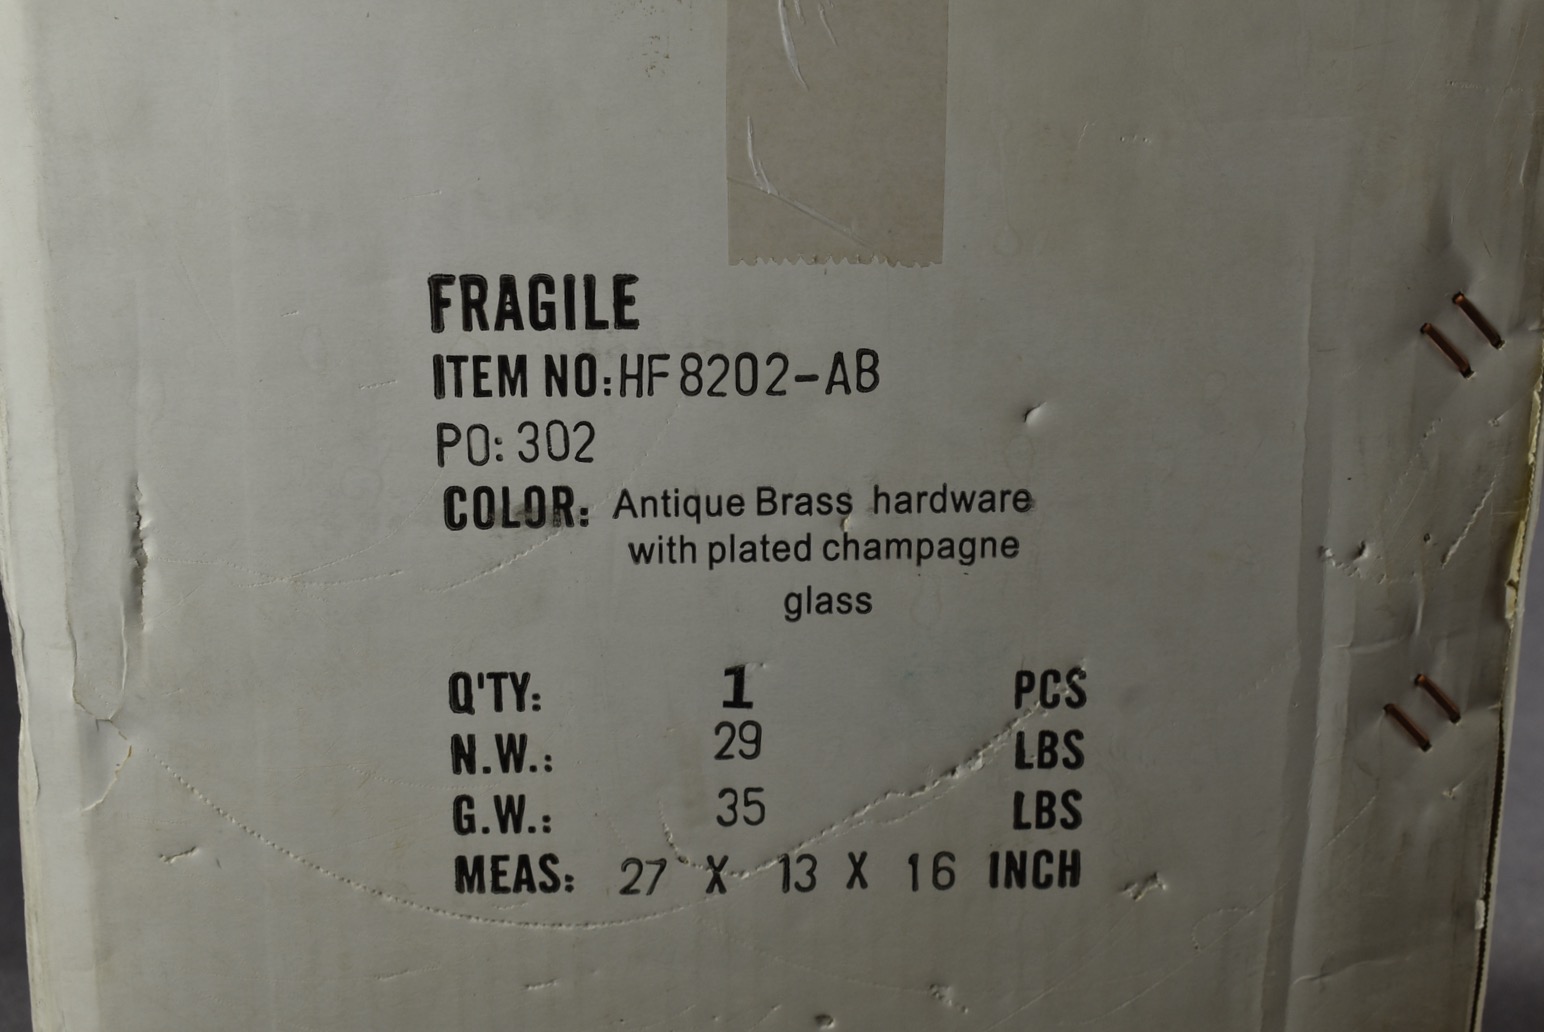 FRAGILE
ITEM NO:HF8202-AB
PO: 302
COLOR: Antique Brass hardware
with plated champagne
glass
Q'TY: 1 PCS
N.W.: 29 LBS
G.W.: 35 LBS
MEAS: 27 X 13 X 16 INCH